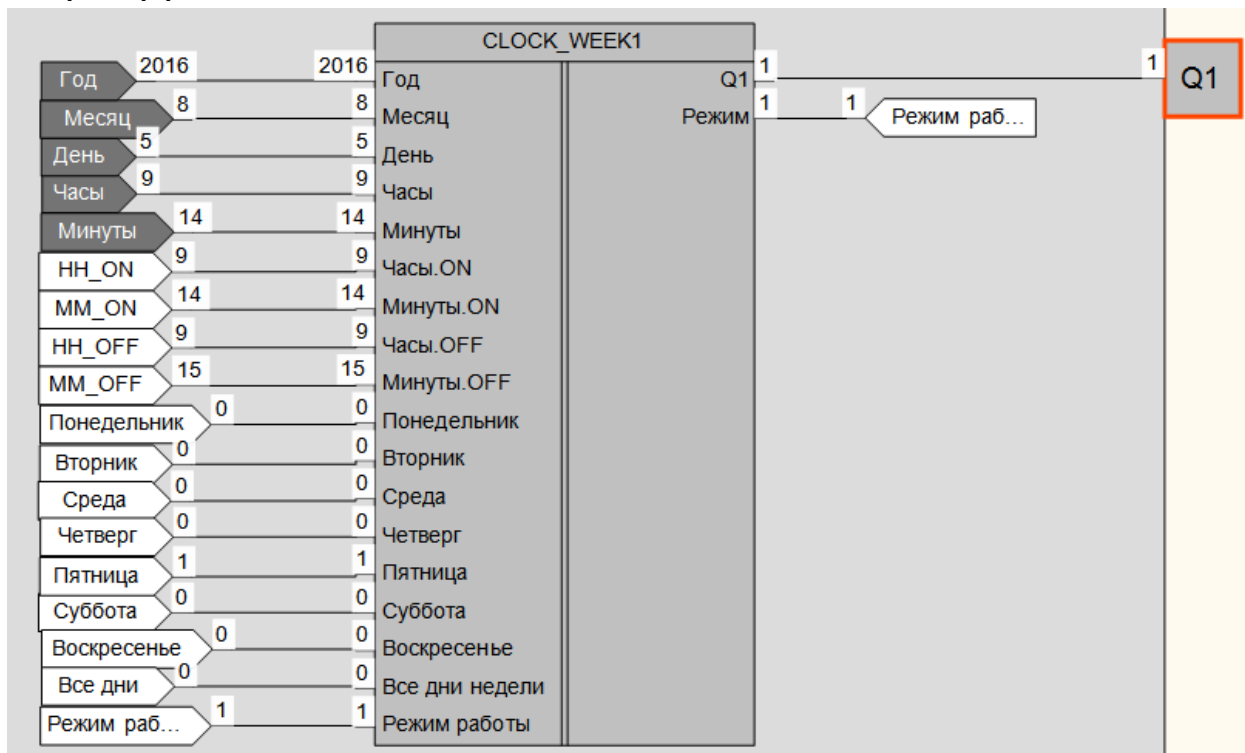 CLOCK_WEEK1
Год 2016 2016 Год Q1 1 1 Q1
Месяц 8 8 Месяц Режим 1 1 Режим раб...
День 5 5 День
Часы 9 9 Часы
Минуты 14 14 Минуты
HH_ON 9 9 Часы.ON
MM_ON 14 14 Минуты.ON
HH_OFF 9 9 Часы.OFF
MM_OFF 15 15 Минуты.OFF
Понедельник 0 0 Понедельник
Вторник 0 0 Вторник
Среда 0 0 Среда
Четверг 0 0 Четверг
Пятница 1 1 Пятница
Суббота 0 0 Суббота
Воскресенье 0 0 Воскресенье
Все дни 0 0 Все дни недели
Режим раб... 1 1 Режим работы